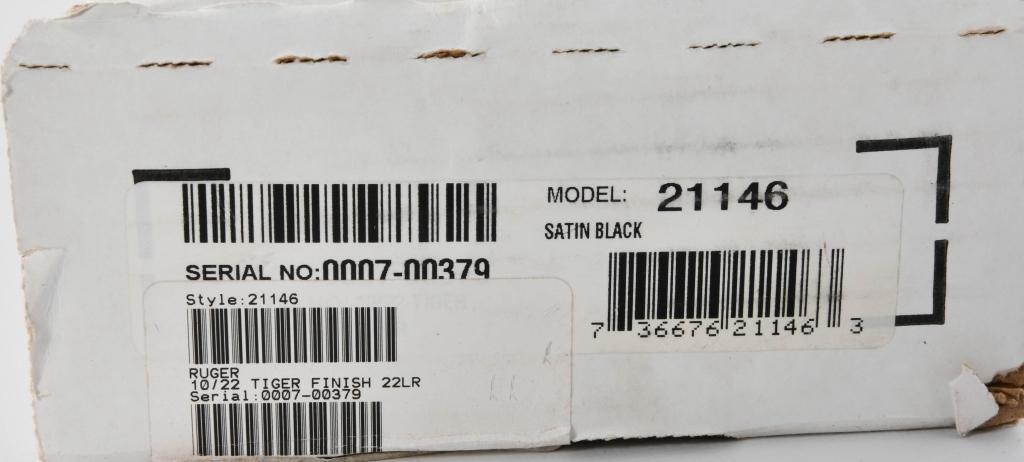 MODEL: 21146
SATIN BLACK
SERIAL NO:0007-00379
7 36676 21146 3
Style:21146
RUGER
10/22 TIGER FINISH 22LR
Serial:0007-00379